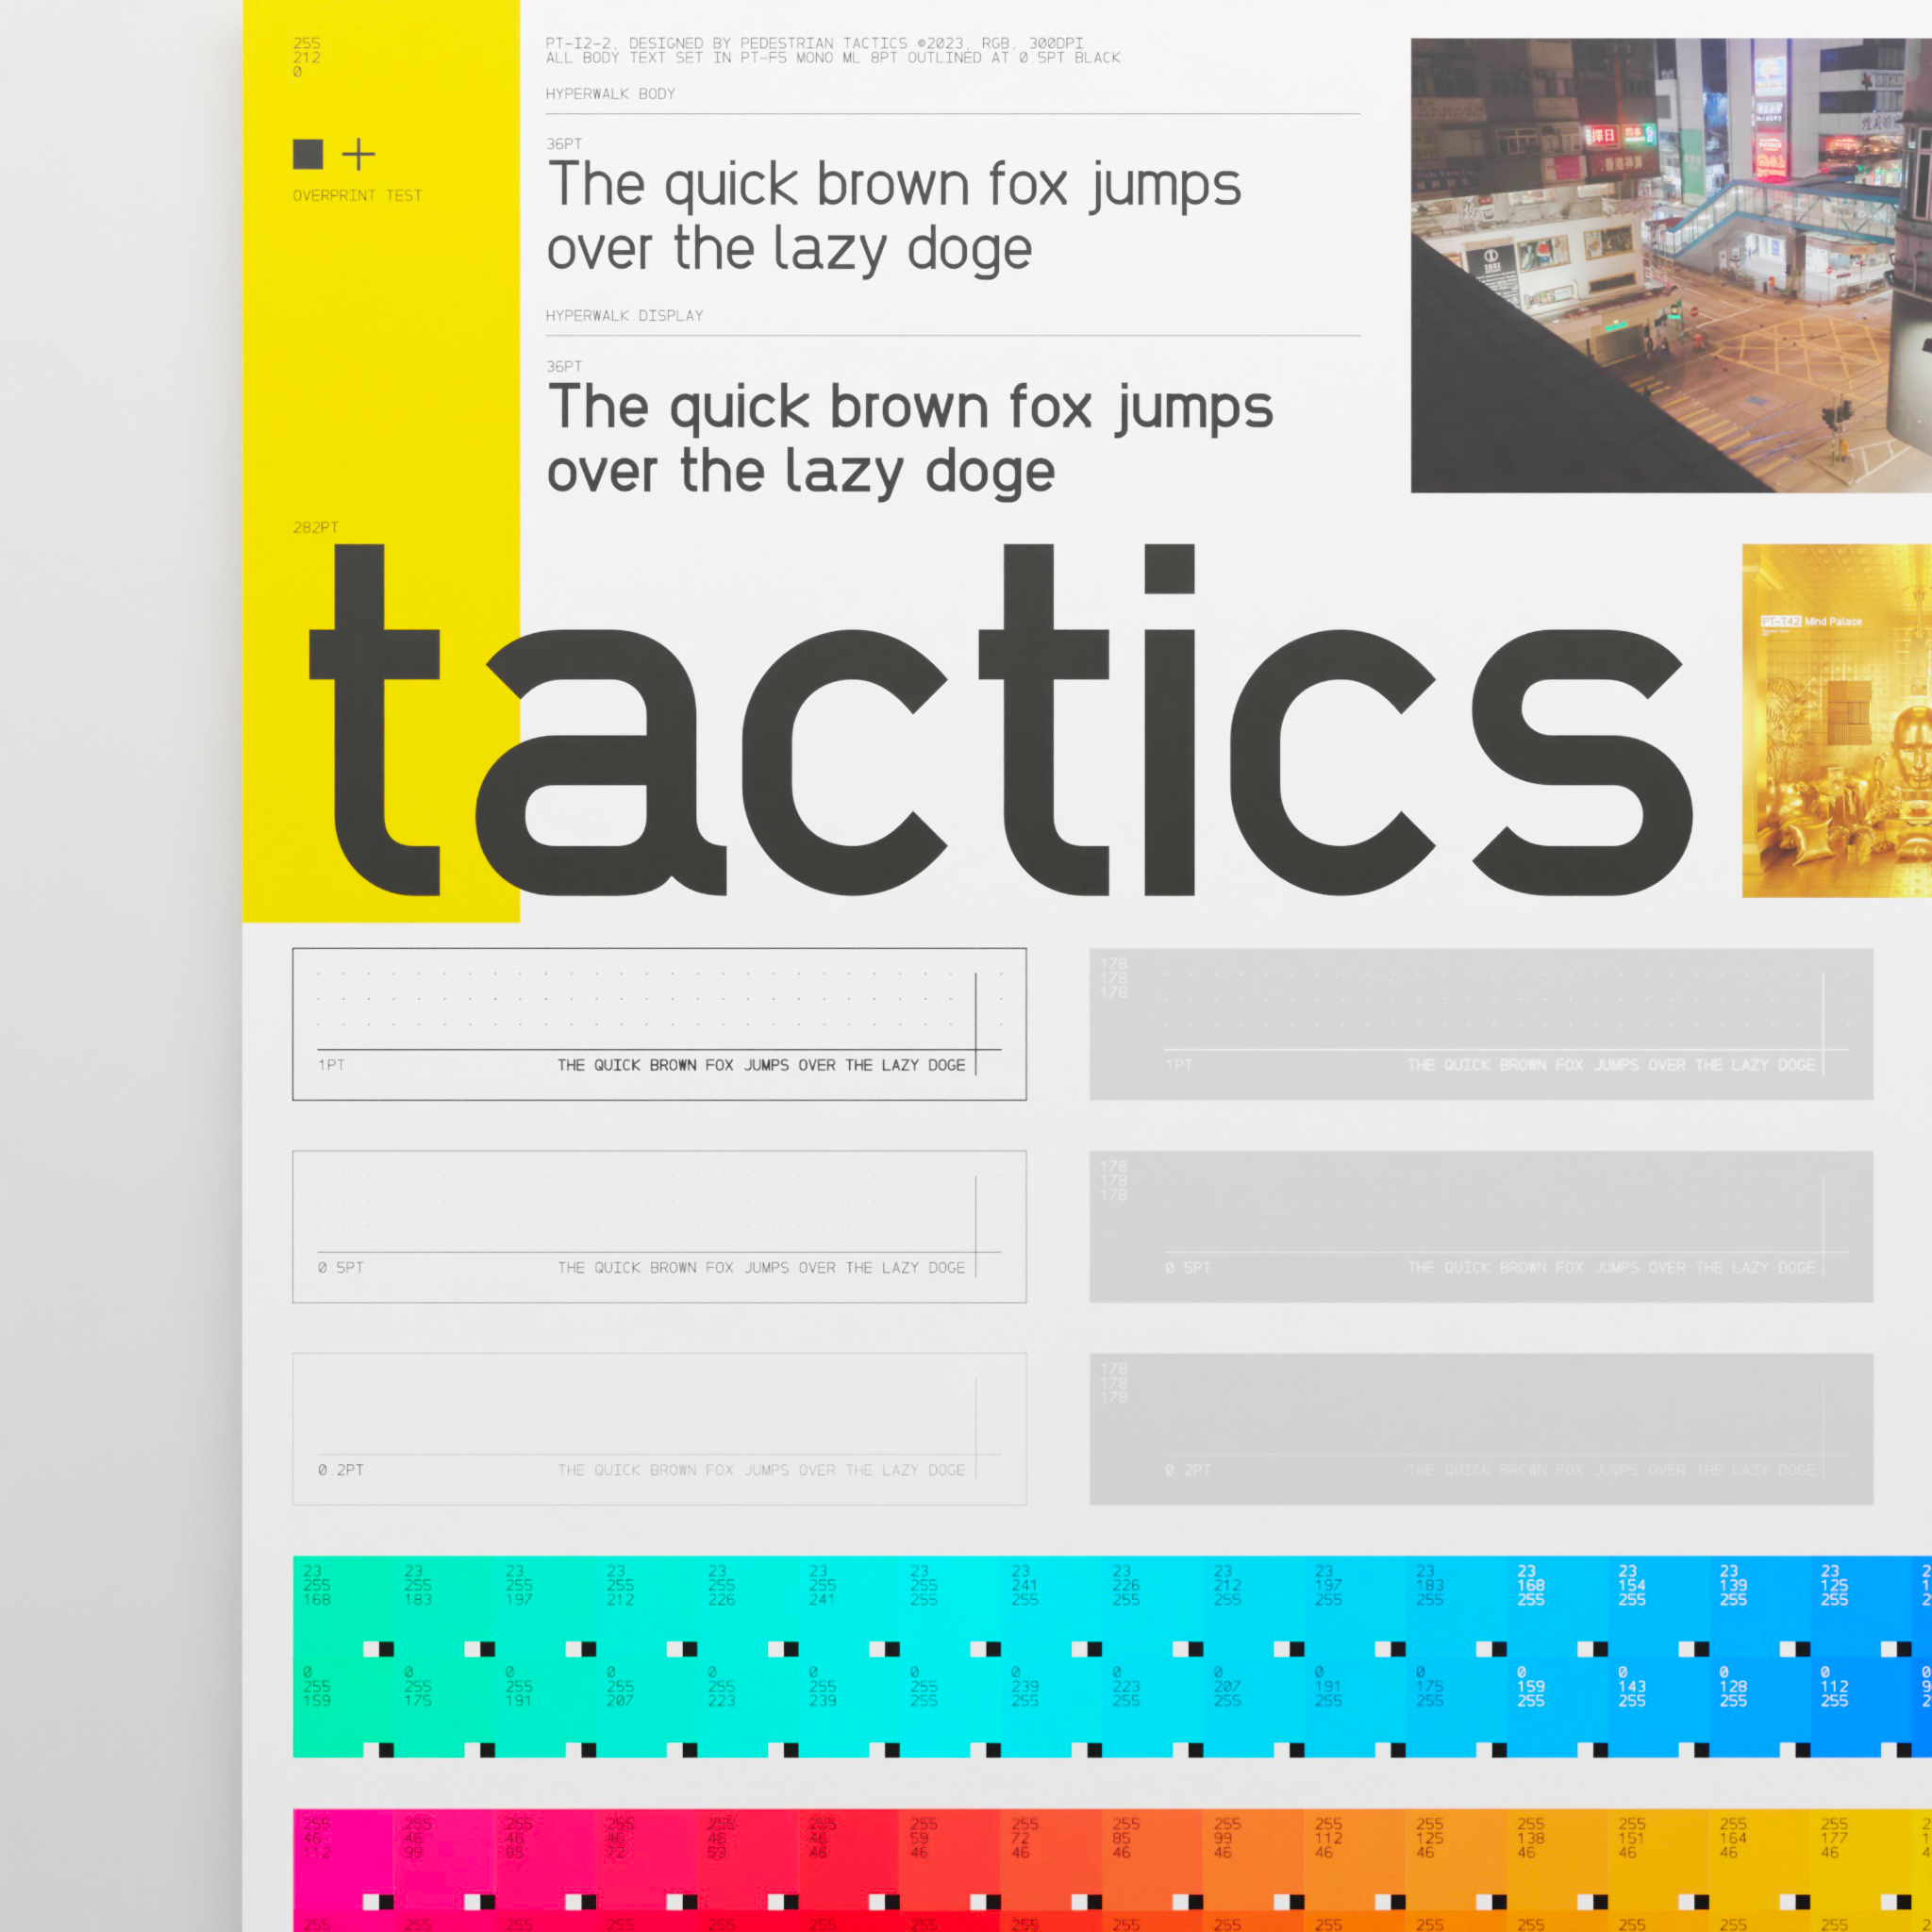 255
212
0
OVERPRINT TEST
PT-I2-2, DESIGNED BY PEDESTRIAN TACTICS ©2023, RGB, 300DPI
ALL BODY TEXT SET IN PT-F5 MONO ML 8PT OUTLINED AT 0.5PT BLACK
HYPERWALK BODY
36PT
The quick brown fox jumps
over the lazy doge
HYPERWALK DISPLAY
36PT
The quick brown fox jumps
over the lazy doge
擇日
香港神真
OUTBACK
282PT
tactics
PT-T42 Mind Palace
178
178
178
1PT THE QUICK BROWN FOX JUMPS OVER THE LAZY DOGE
1PT THE QUICK BROWN FOX JUMPS OVER THE LAZY DOGE
178
178
178
0.5PT THE QUICK BROWN FOX JUMPS OVER THE LAZY DOGE
0.5PT THE QUICK BROWN FOX JUMPS OVER THE LAZY DOGE
178
178
178
0.2PT THE QUICK BROWN FOX JUMPS OVER THE LAZY DOGE
0.2PT THE QUICK BROWN FOX JUMPS OVER THE LAZY DOGE
23 23 23 23 23 23 23 23 23 23 23 23 23 23 23 23
255 255 255 255 255 255 255 241 226 212 197 183 168 154 139 125
168 183 197 212 226 241 255 255 255 255 255 255 255 255 255 255
0 0 0 0 0 0 0 0 0 0 0 0 0 0 0 0 0
255 255 255 255 255 255 255 239 223 207 191 175 159 143 128 112
159 175 191 207 223 239 255 255 255 255 255 255 255 255 255 255
255 255 255 255 255 255 255 255 255 255 255 255 255 255 255 255
46 46 46 46 46 46 59 72 85 99 112 125 138 151 164 177
112 99 85 72 59 46 46 46 46 46 46 46 46 46 46 46
255 255 255 255 255 255 255 255 255 255 255 255 255 255 255 255